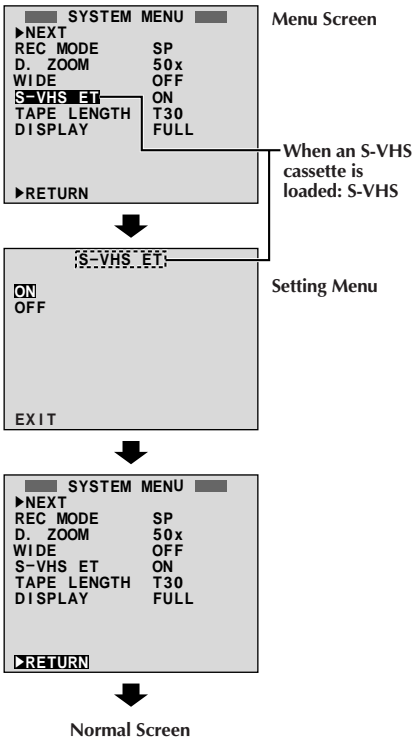 SYSTEM MENU
▶NEXT
REC MODE SP
D. ZOOM 50x
WIDE OFF
S–VHS ET ON
TAPE LENGTH T30
DISPLAY FULL
▶RETURN
Menu Screen
When an S-VHS
cassette is
loaded: S-VHS
S–VHS ET
ON
OFF
EXIT
Setting Menu
SYSTEM MENU
▶NEXT
REC MODE SP
D. ZOOM 50x
WIDE OFF
S–VHS ET ON
TAPE LENGTH T30
DISPLAY FULL
▶RETURN
Normal Screen